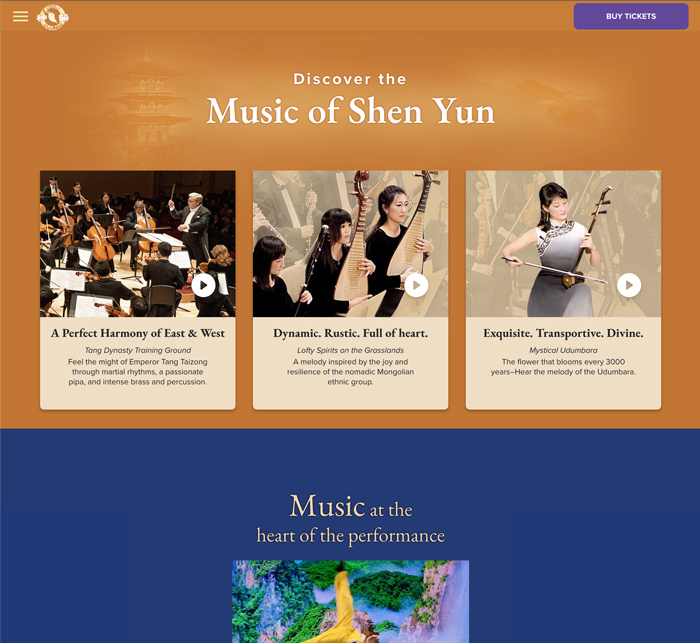 BUY TICKETS
Discover the
Music of Shen Yun
A Perfect Harmony of East & West
Tang Dynasty Training Ground
Feel the might of Emperor Tang Taizong
through martial rhythms, a passionate
pipa, and intense brass and percussion.
Dynamic. Rustic. Full of heart.
Lofty Spirits on the Grasslands
A melody inspired by the joy and
resilience of the nomadic Mongolian
ethnic group.
Exquisite. Transportive. Divine.
Mystical Udumbara
The flower that blooms every 3000
years–Hear the melody of the Udumbara.
Music at the
heart of the performance